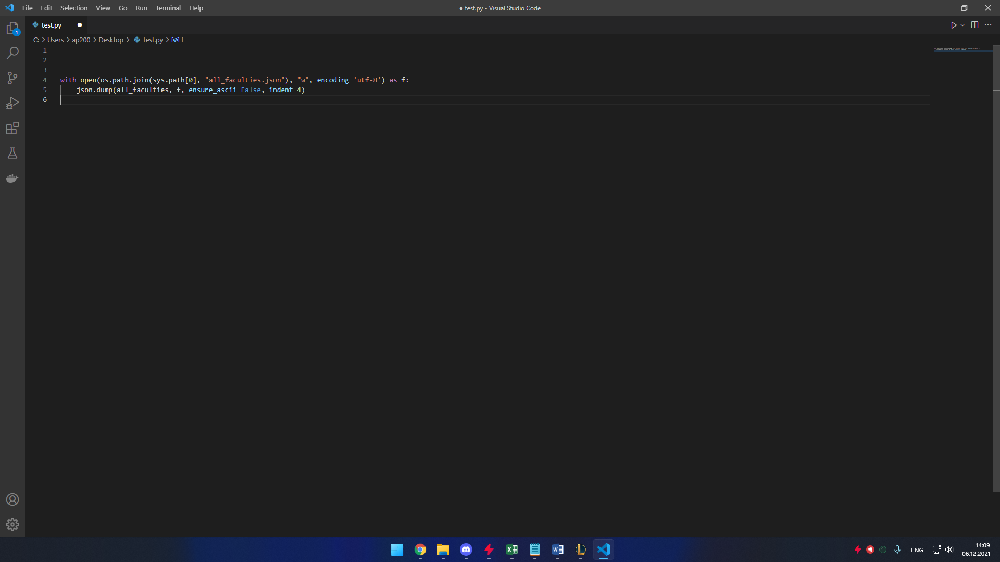 File Edit Selection View Go Run Terminal Help
● test.py - Visual Studio Code
test.py
1
C: > Users > ap200 > Desktop > test.py > f
1
2
3
4 with open(os.path.join(sys.path[0], "all_faculties.json"), "w", encoding='utf-8') as f:
5 json.dump(all_faculties, f, ensure_ascii=False, indent=4)
6
ENG
14:09
06.12.2021